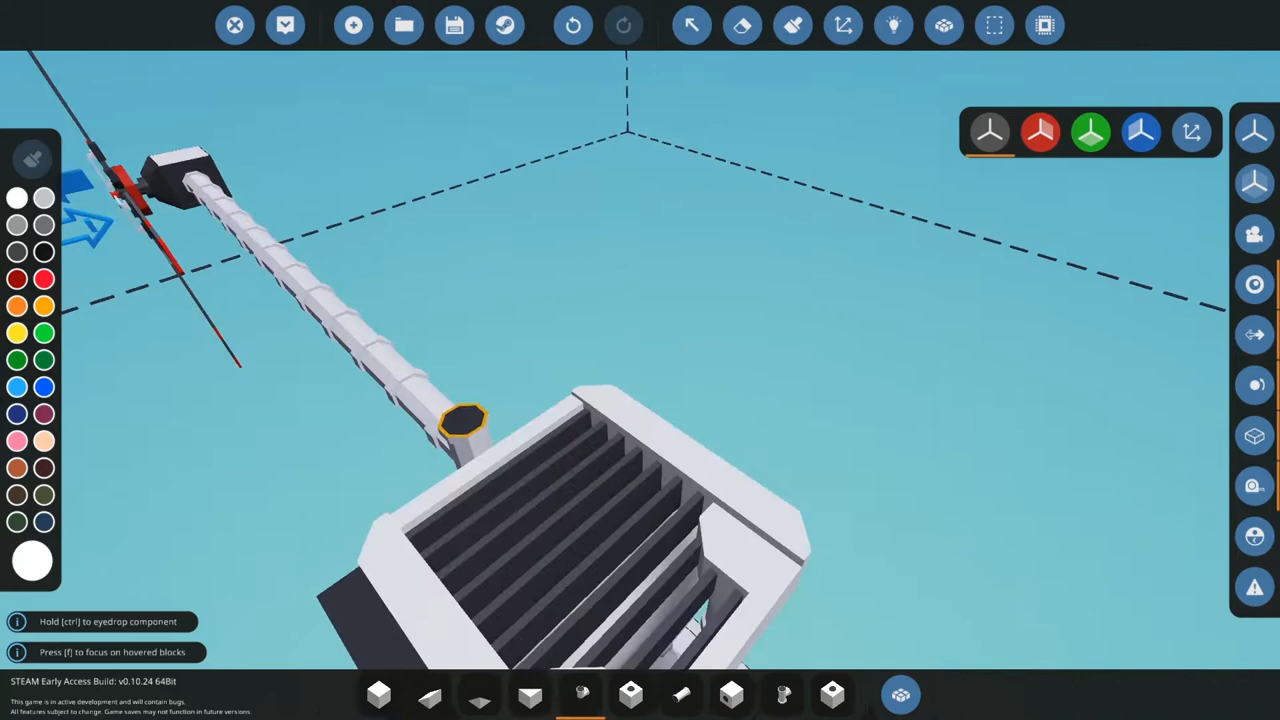 Hold [ctrl] to eyedrop component
Press [f] to focus on hovered blocks
STEAM Early Access Build: v0.10.24 64Bit
This game is in active development and will contain bugs.
All features subject to change. Game saves may not function in future versions.